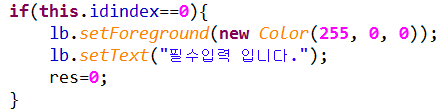 if(this.idindex==0){
    lb.setForeground(new Color(255, 0, 0));
    lb.setText("필수입력 입니다.");
    res=0;
}